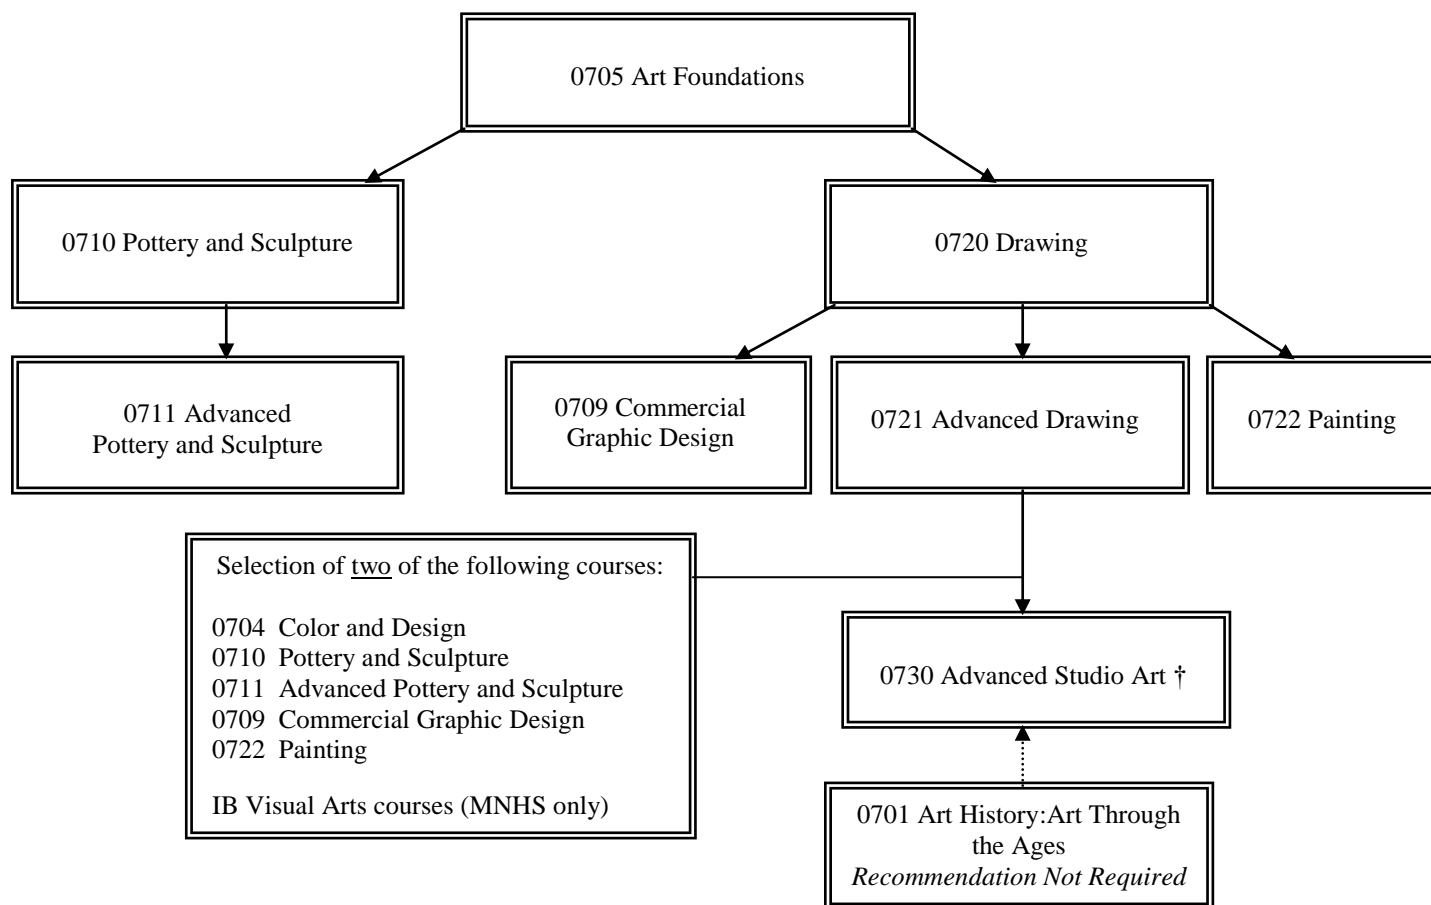 0705 Art Foundations
0710 Pottery and Sculpture
0720 Drawing
0711 Advanced
Pottery and Sculpture
0709 Commercial
Graphic Design
0721 Advanced Drawing
0722 Painting
Selection of two of the following courses:
0704 Color and Design
0710 Pottery and Sculpture
0711 Advanced Pottery and Sculpture
0709 Commercial Graphic Design
0722 Painting
IB Visual Arts courses (MNHS only)
0730 Advanced Studio Art †
0701 Art History:Art Through
the Ages
Recommendation Not Required